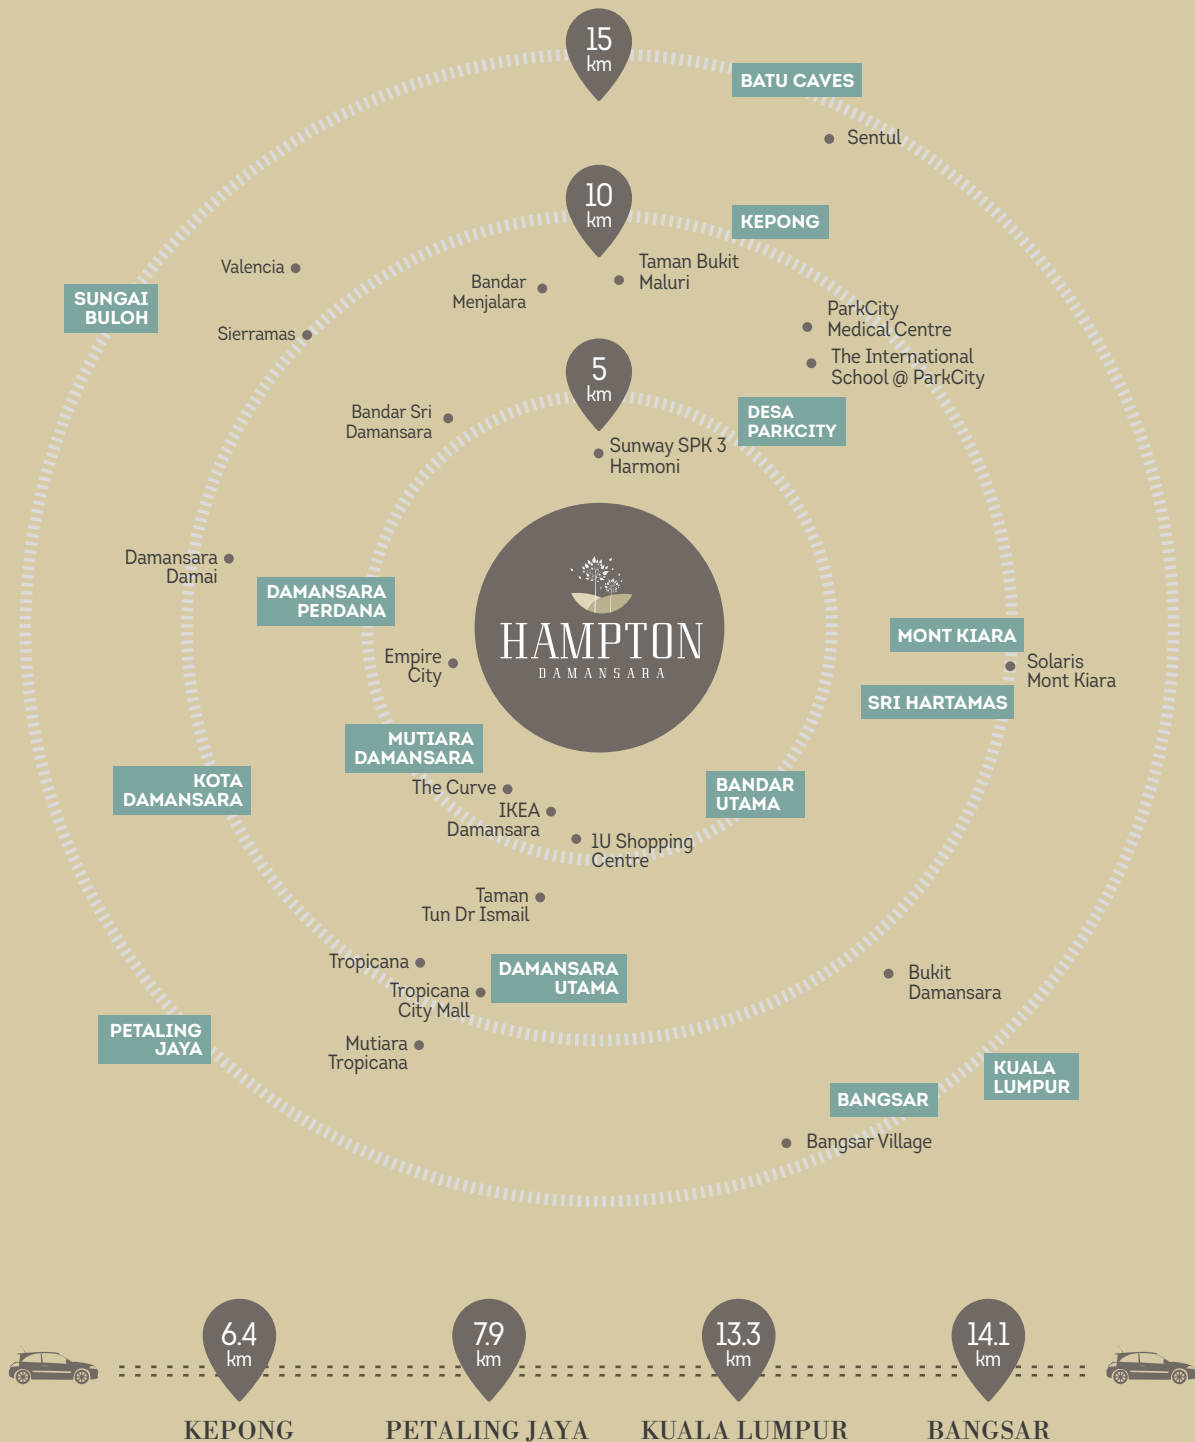 15
km
BATU CAVES
Sentul
10
km
KEPONG
Valencia
Taman Bukit
Maluri
Bandar
Menjalara
SUNGAI
BULOH
ParkCity
Medical Centre
Sierramas
The International
School @ ParkCity
5
km
Bandar Sri
Damansara
DESA
PARKCITY
Sunway SPK 3
Harmoni
Damansara
Damai
DAMANSARA
PERDANA
HAMPTON
DAMANSARA
MONT KIARA
Empire
City
Solaris
Mont Kiara
SRI HARTAMAS
MUTIARA
DAMANSARA
KOTA
DAMANSARA
The Curve
BANDAR
UTAMA
IKEA
Damansara
1U Shopping
Centre
Taman
Tun Dr Ismail
Tropicana
DAMANSARA
UTAMA
Tropicana
City Mall
Bukit
Damansara
PETALING
JAYA
Mutiara
Tropicana
KUALA
LUMPUR
BANGSAR
Bangsar Village
6.4
km
7.9
km
13.3
km
14.1
km
KEPONG
PETALING JAYA
KUALA LUMPUR
BANGSAR